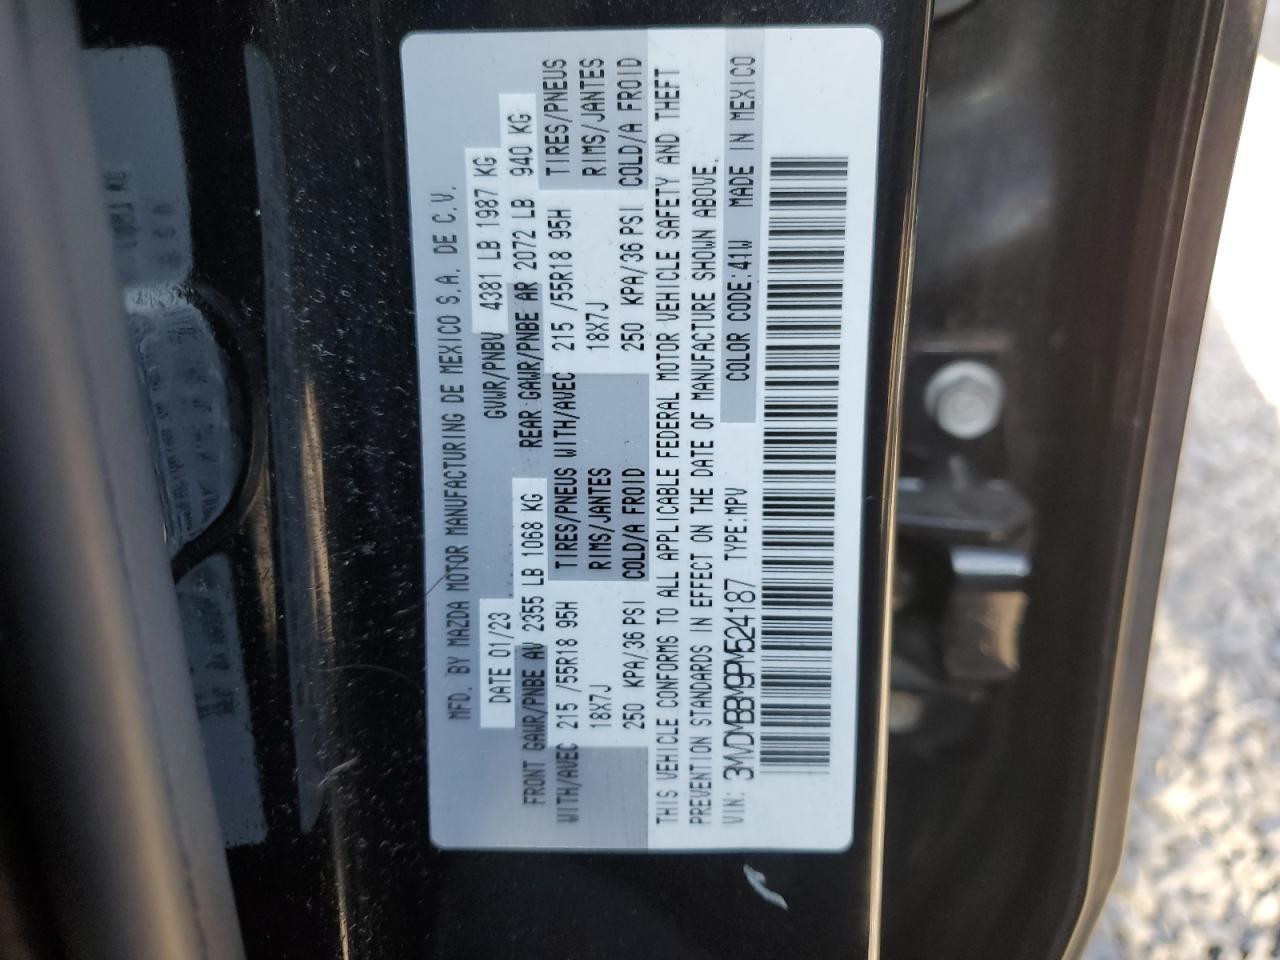 MFD. BY MAZDA MOTOR MANUFACTURING DE MEXICO S.A. DE C.V.
DATE 01/23 GVWR/PNBV 4381 LB 1987 KG
FRONT GAWR/PNBE AV 2355 LB 1068 KG REAR GAWR/PNBE AR 2072 LB 940 KG
WITH/AVEC 215 /55R18 95H TIRES/PNEUS WITH/AVEC 215 /55R18 95H TIRES/PNEUS
18X7J RIMS/JANTES 18X7J RIMS/JANTES
250 KPA/36 PSI COLD/A FROID 250 KPA/36 PSI COLD/A FROID
THIS VEHICLE CONFORMS TO ALL APPLICABLE FEDERAL MOTOR VEHICLE SAFETY AND THEFT
PREVENTION STANDARDS IN EFFECT ON THE DATE OF MANUFACTURE SHOWN ABOVE.
VIN: 3MVDMBBM9PM524187 TYPE:MPV COLOR CODE:41W MADE IN MEXICO